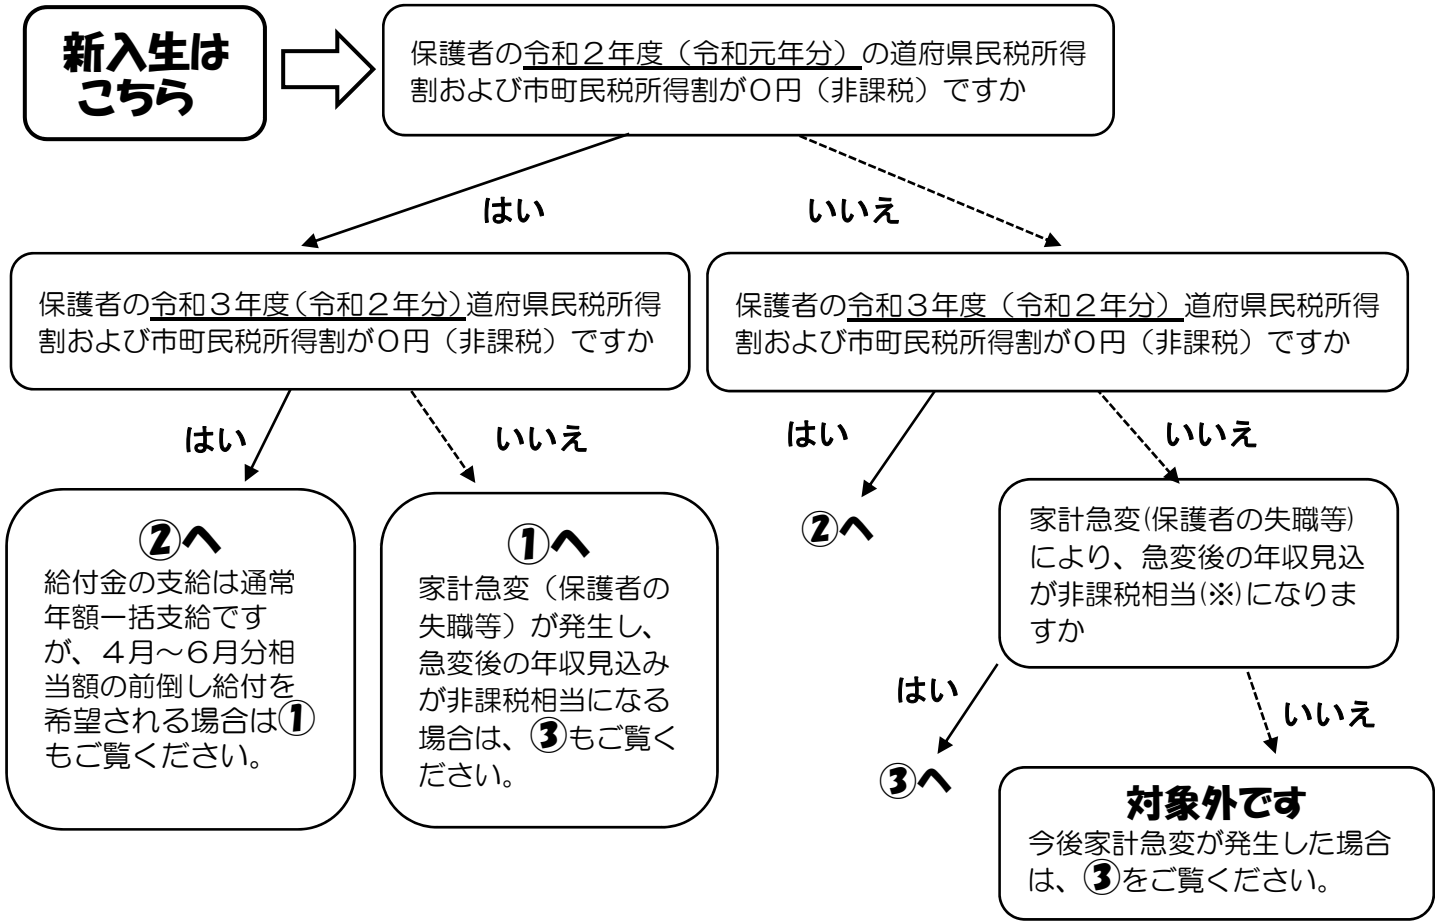 新入生は
こちら
保護者の令和２年度（令和元年分）の道府県民税所得
割および市町民税所得割が０円（非課税）ですか
はい
いいえ
保護者の令和３年度（令和２年分）道府県民税所得
割および市町民税所得割が０円（非課税）ですか
保護者の令和３年度（令和２年分）道府県民税所得
割および市町民税所得割が０円（非課税）ですか
はい
いいえ
はい
いいえ
②へ
給付金の支給は通常
年額一括支給です
が、４月～６月分相
当額の前倒し給付を
希望される場合は①
もご覧ください。
①へ
家計急変（保護者の
失職等）が発生し、
急変後の年収見込み
が非課税相当になる
場合は、③もご覧く
ださい。
②へ
家計急変(保護者の失職等)
により、急変後の年収見込
が非課税相当(※)になりま
すか
はい
いいえ
③へ
対象外です
今後家計急変が発生した場合
は、③をご覧ください。